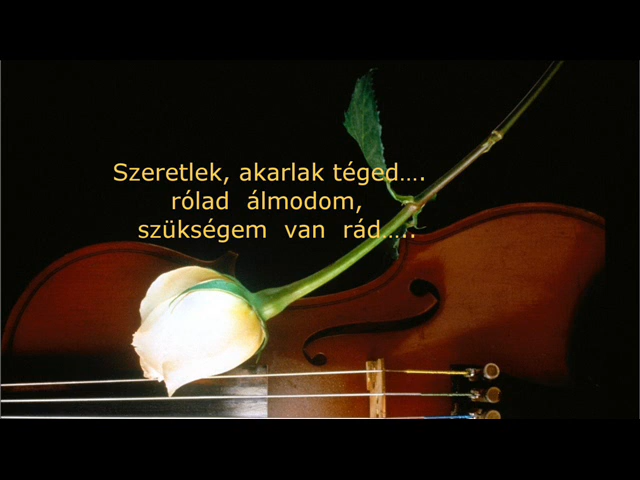 Szeretlek, akarlak téged….
rólad álmodom,
szükségem van rád…..